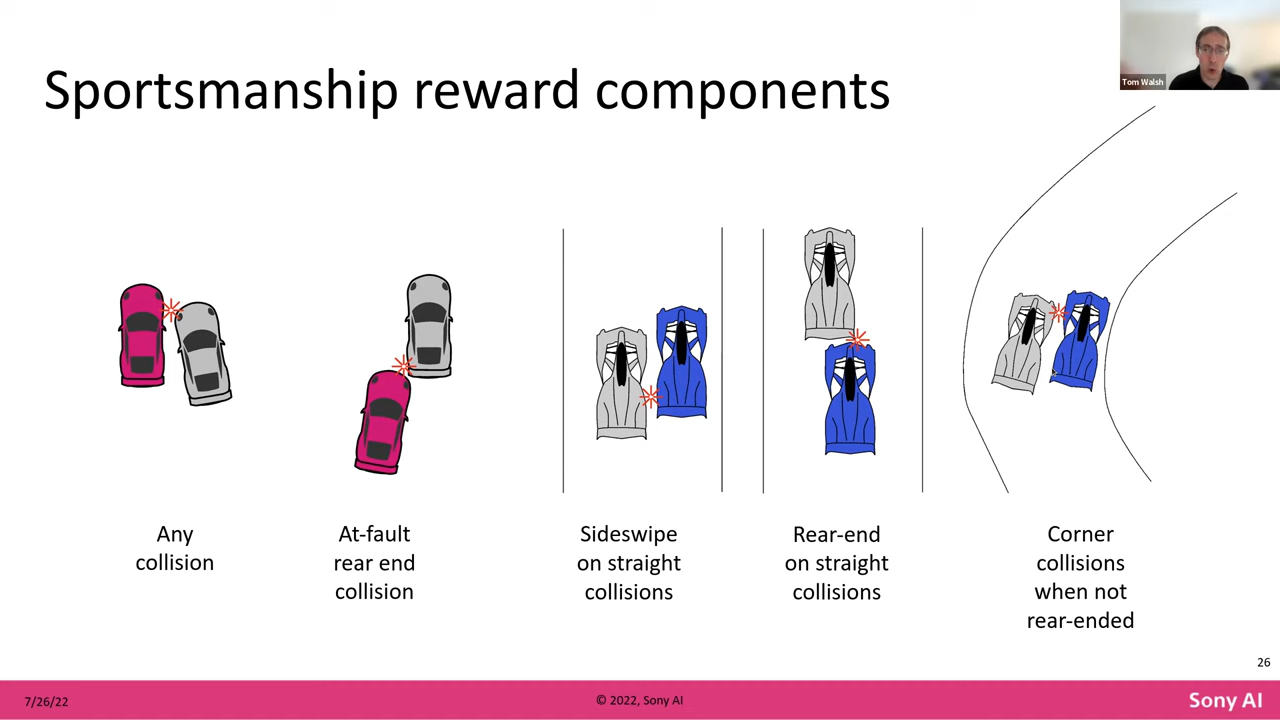 Sportsmanship reward components
Tom Walsh
Any
collision
At-fault
rear end
collision
Sideswipe
on straight
collisions
Rear-end
on straight
collisions
Corner
collisions
when not
rear-ended
26
7/26/22
© 2022, Sony AI
Sony AI